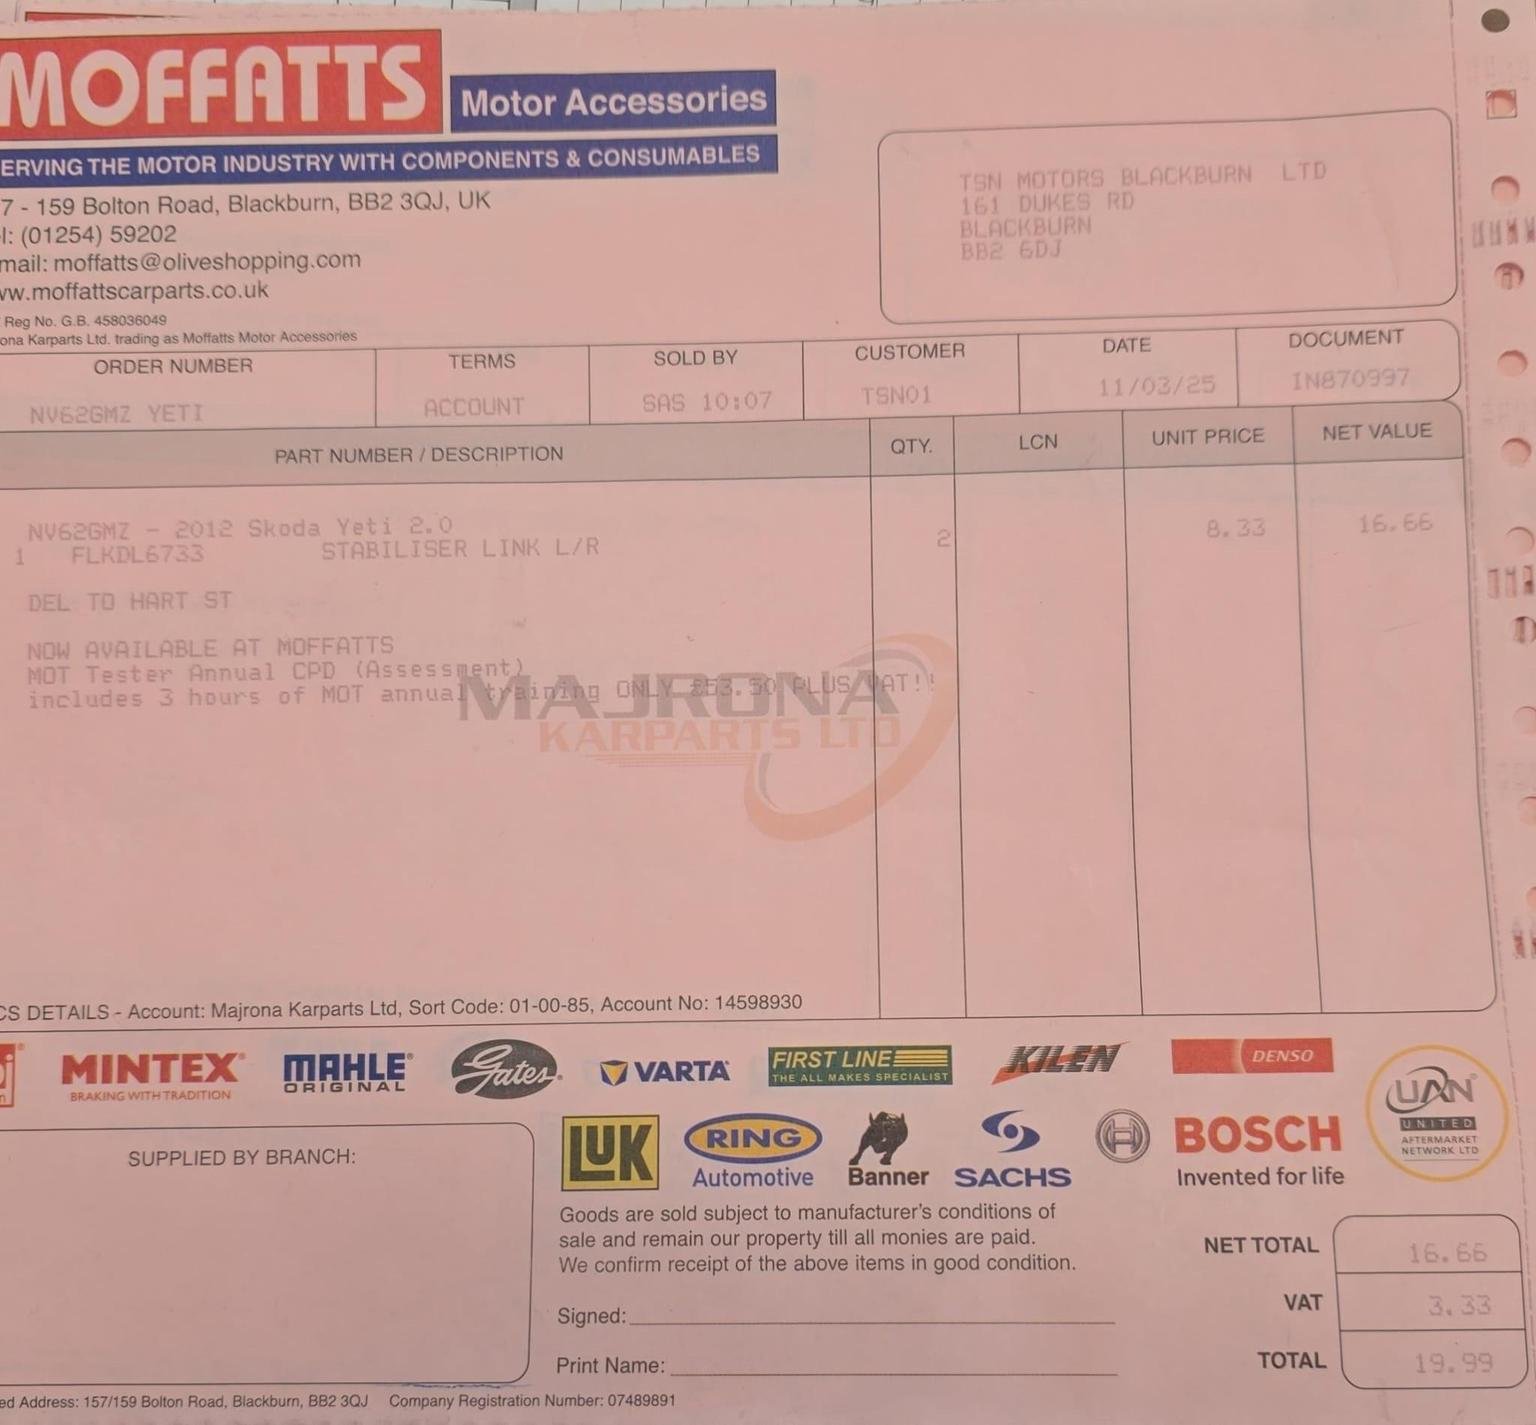 MOFFATTS
Motor Accessories
ERVING THE MOTOR INDUSTRY WITH COMPONENTS & CONSUMABLES
7 - 159 Bolton Road, Blackburn, BB2 3QJ, UK
l: (01254) 59202
mail: moffatts@oliveshopping.com
ww.moffattscarparts.co.uk
Reg No. G.B. 458036049
ona Karparts Ltd. trading as Moffatts Motor Accessories
TSN MOTORS BLACKBURN LTD
161 DUKES RD
BLACKBURN
BB2 6DJ
ORDER NUMBER TERMS SOLD BY CUSTOMER DATE DOCUMENT
NV62GMZ YETI ACCOUNT SAS 10:07 TSN01 11/03/25 IN870997
PART NUMBER / DESCRIPTION QTY. LCN UNIT PRICE NET VALUE
NV62GMZ - 2012 Skoda Yeti 2.0
1 FLKDL6733 STABILISER LINK L/R 2 8.33 16.66
DEL TO HART ST
NOW AVAILABLE AT MOFFATTS
MOT Tester Annual CPD (Assessment)
includes 3 hours of MOT annual training ONLY £53.50 PLUS VAT!!
MAJRONA
KARPARTS LTD
CS DETAILS - Account: Majrona Karparts Ltd, Sort Code: 01-00-85, Account No: 14598930
MINTEX
BRAKING WITH TRADITION
MAHLE
ORIGINAL
Gates
VARTA
FIRST LINE
THE ALL MAKES SPECIALIST
KILEN
DENSO
UAN
UNITED
AFTERMARKET
NETWORK LTD
LUK
RING
Automotive
Banner
SACHS
BOSCH
Invented for life
SUPPLIED BY BRANCH:
Goods are sold subject to manufacturer's conditions of
sale and remain our property till all monies are paid.
We confirm receipt of the above items in good condition.
Signed:
Print Name:
NET TOTAL 16.66
VAT 3.33
TOTAL 19.99
ed Address: 157/159 Bolton Road, Blackburn, BB2 3QJ Company Registration Number: 07489891